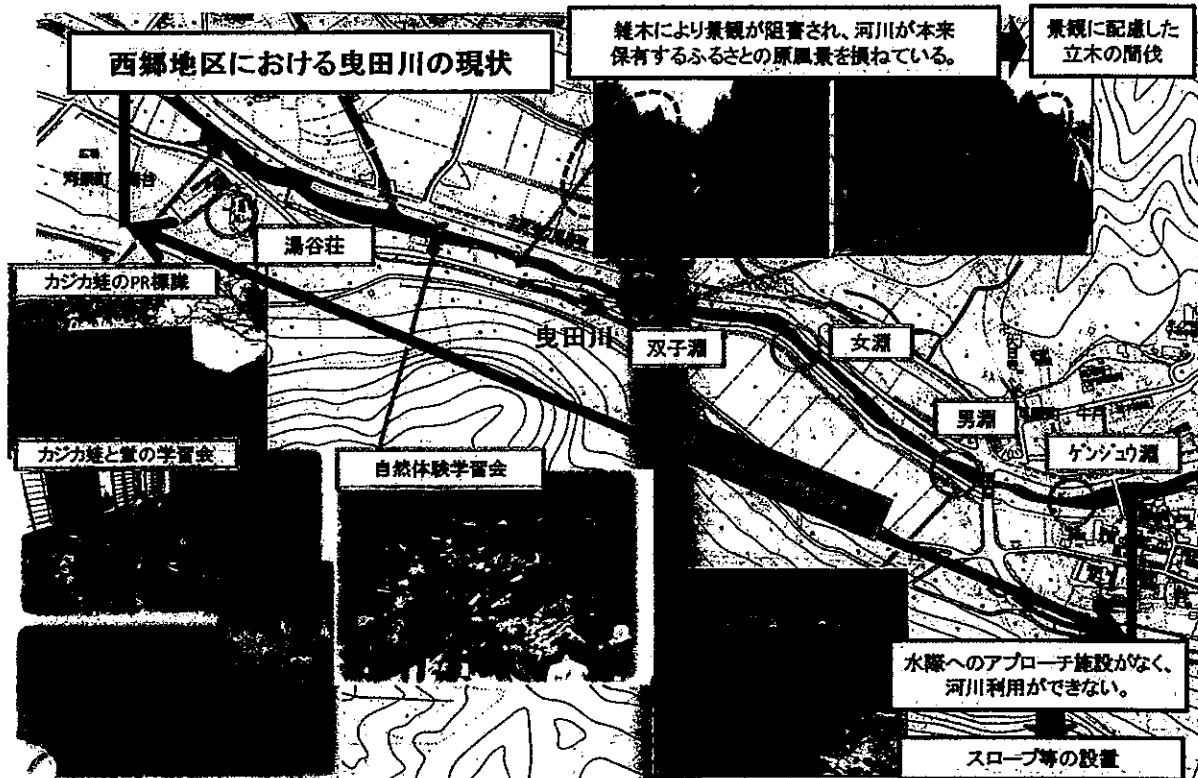 西郷地区における曳田川の現状
雑木により景観が阻害され、河川が本来
保有するふるさとの原風景を損ねている。
景観に配慮した
立木の間伐
湯谷荘
カジカ蛙のPR標識
曳田川
双子淵
女淵
男淵
ゲンジュウ淵
カジカ蛙と蛍の学習会
自然体験学習会
水際へのアプローチ施設がなく、
河川利用ができない。
スロープ等の設置